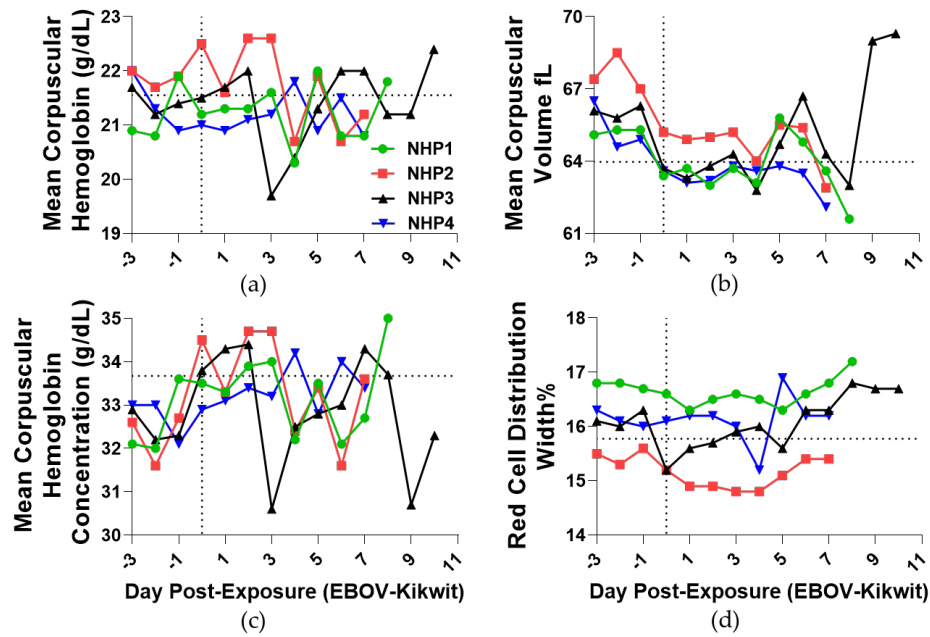 Mean Corpuscular
Hemoglobin (g/dL)
23
22
21
20
19
NHP1
NHP2
NHP3
NHP4
-3
-1
1
3
5
7
9
11
(a)
Mean Corpuscular
Volume fL
70
67
64
61
-3
-1
1
3
5
7
9
11
(b)
Mean Corpuscular
Hemoglobin
Concentration (g/dL)
35
34
33
32
31
30
-3
-1
1
3
5
7
9
11
Day Post-Exposure (EBOV-Kikwit)
(c)
Red Cell Distribution
Width%
18
17
16
15
14
-3
-1
1
3
5
7
9
11
Day Post-Exposure (EBOV-Kikwit)
(d)